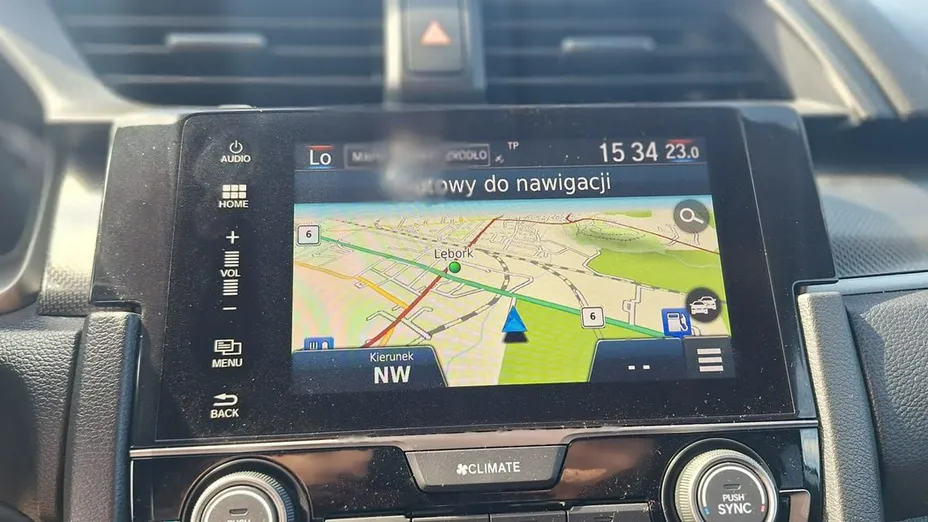 AUDIO
HOME
+
VOL
-
MENU
BACK
Lo
TP
15 34 23.0
do nawigacji
6
Lębork
6
Kierunek
NW
- -
CLIMATE
PUSH
PUSH
SYNC